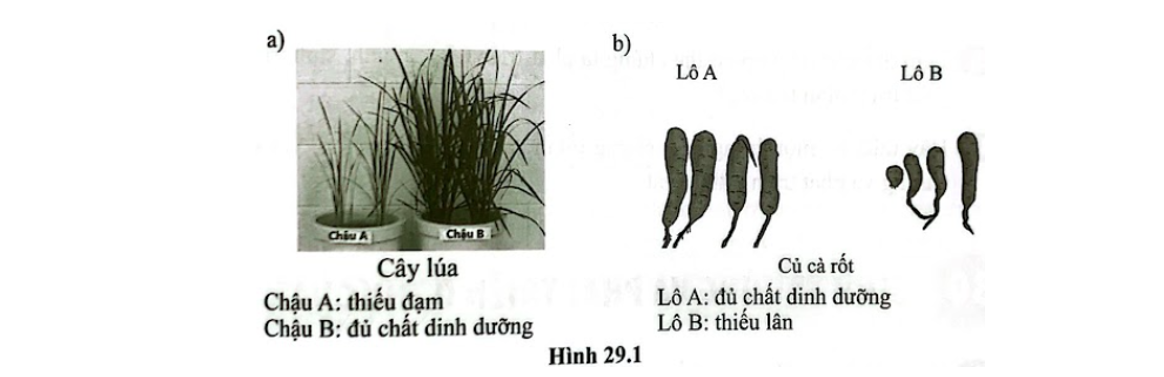 a)
Chậu A
Chậu B
Cây lúa
Chậu A: thiếu đạm
Chậu B: đủ chất dinh dưỡng
b)
Lô A
Lô B
Củ cà rốt
Lô A: đủ chất dinh dưỡng
Lô B: thiếu lân
Hình 29.1